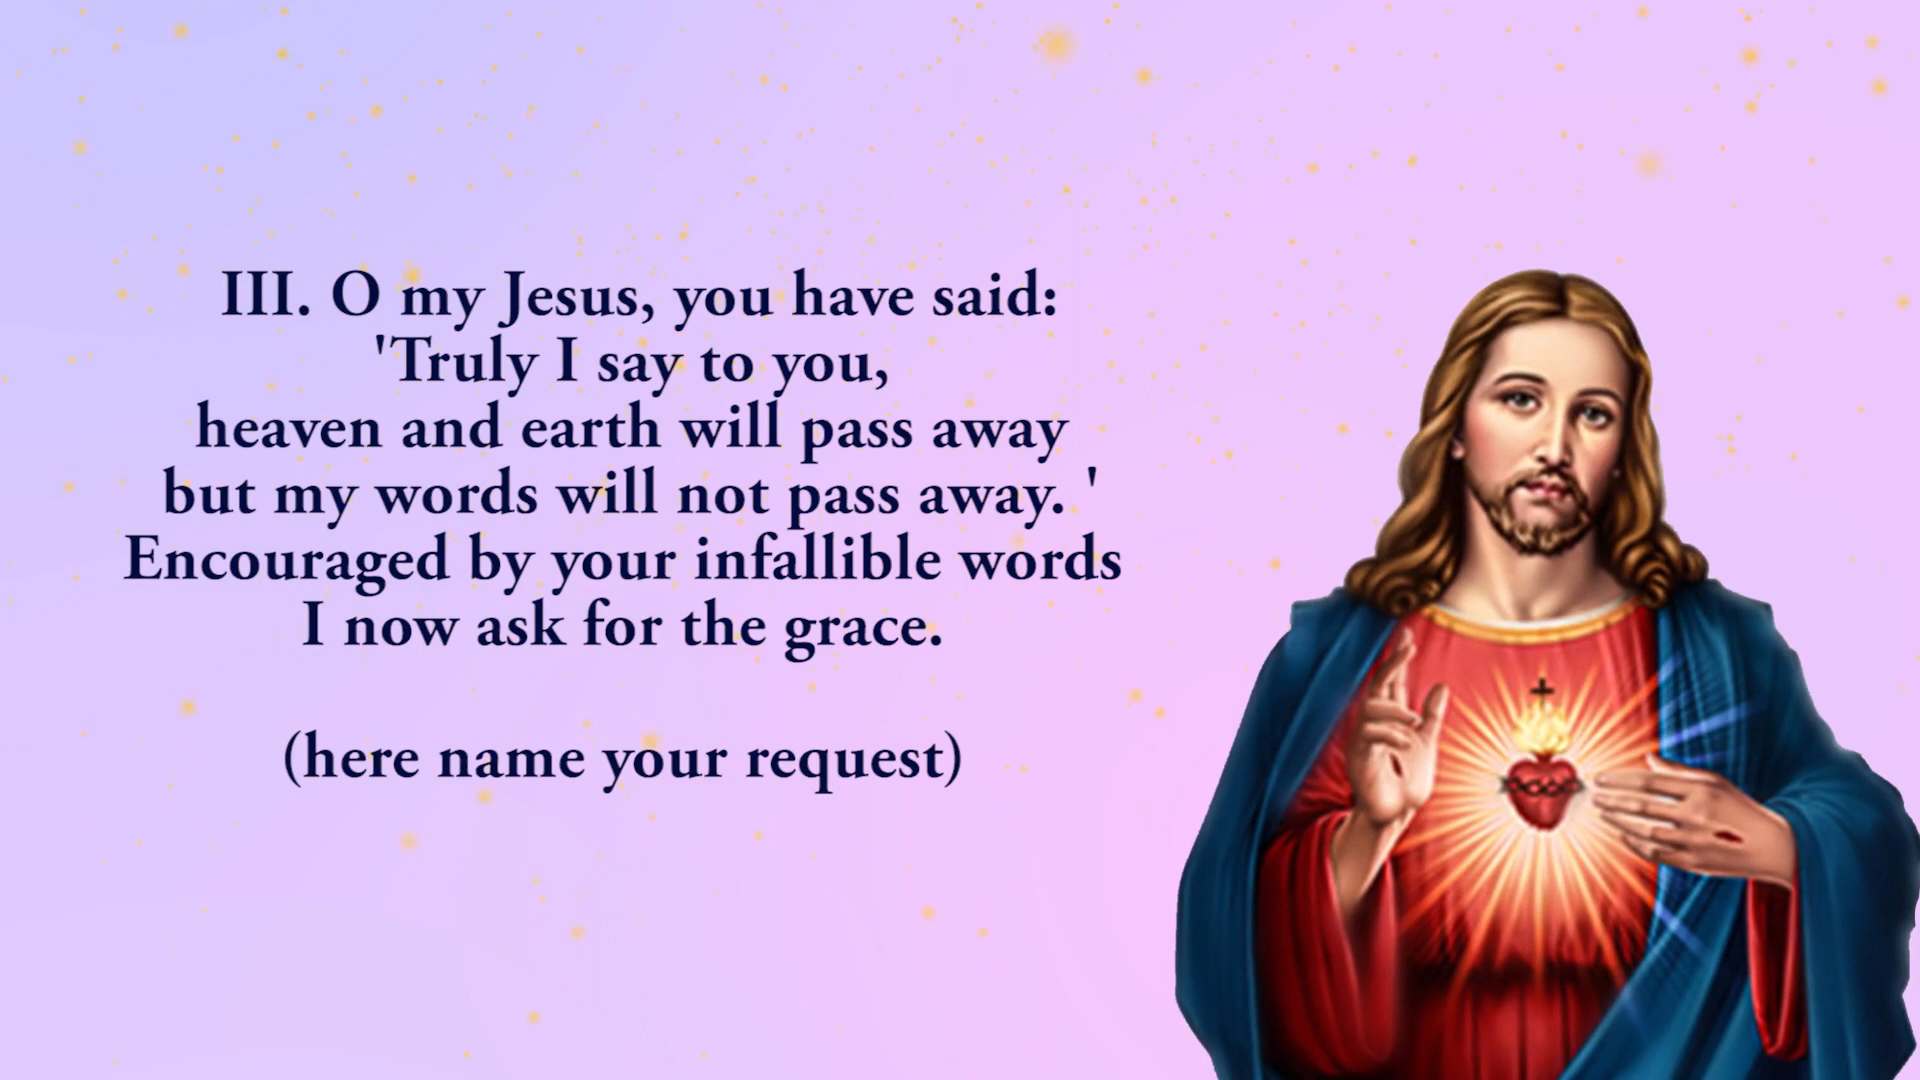 III. O my Jesus, you have said:
'Truly I say to you,
heaven and earth will pass away
but my words will not pass away. '
Encouraged by your infallible words
I now ask for the grace.
(here name your request)